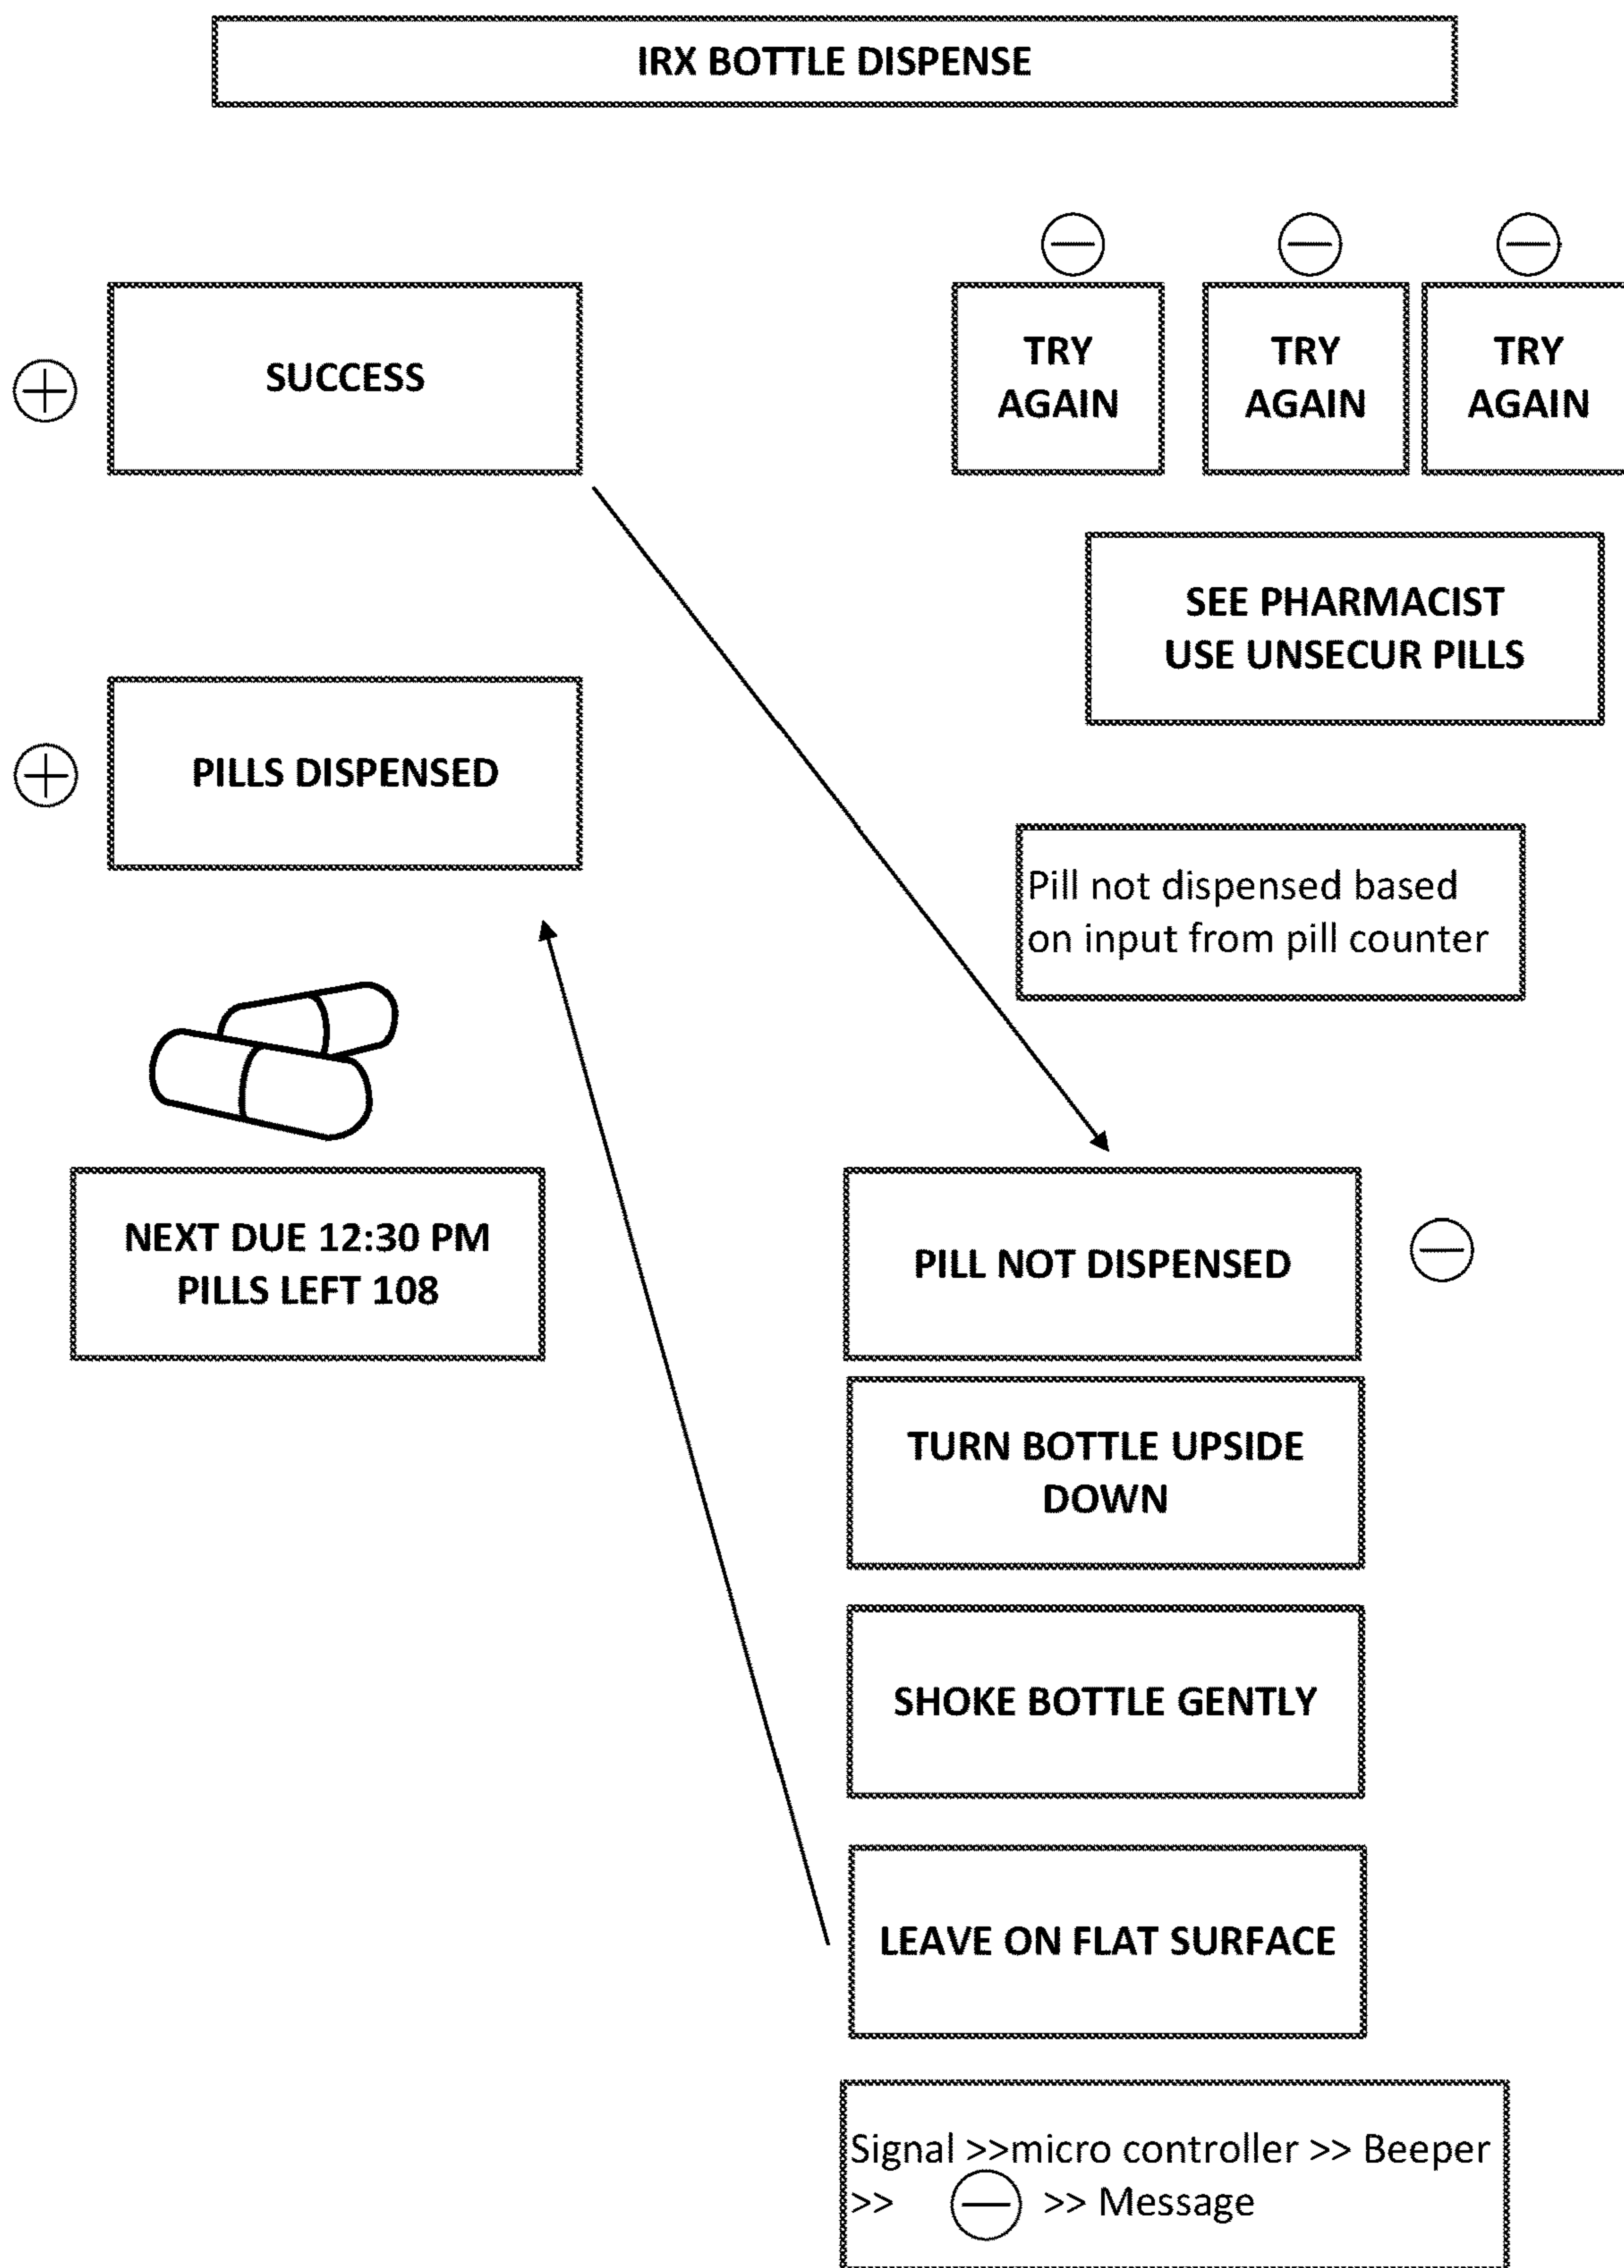 IRX BOTTLE DISPENSE
SUCCESS
TRY
AGAIN
TRY
AGAIN
TRY
AGAIN
SEE PHARMACIST
USE UNSECUR PILLS
PILLS DISPENSED
Pill not dispensed based
on input from pill counter
NEXT DUE 12:30 PM
PILLS LEFT 108
PILL NOT DISPENSED
TURN BOTTLE UPSIDE
DOWN
SHOKE BOTTLE GENTLY
LEAVE ON FLAT SURFACE
Signal >>micro controller >> Beeper
>> >> Message